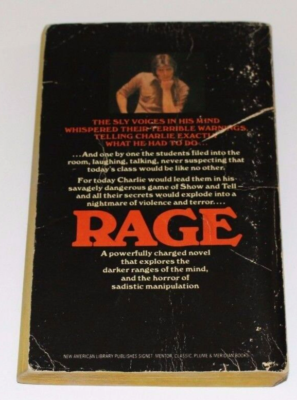 THE SLY VOICES IN HIS MIND
WHISPERED THEIR TERRIBLE WARNINGS,
TELLING CHARLIE EXACTLY
WHAT HE HAD TO DO...
...And one by one the students filed into the
room, laughing, talking, never suspecting that
today's class would be like no other.
For today Charlie would lead them in his
savagely dangerous game of Show and Tell
and all their secrets would explode into a
nightmare of violence and terror....
RAGE
A powerfully charged novel
that explores the
darker ranges of the mind,
and the horror of
sadistic manipulation
NEW AMERICAN LIBRARY PUBLISHES SIGNET, MENTOR, CLASSIC, PLUME & MERIDIAN BOOKS